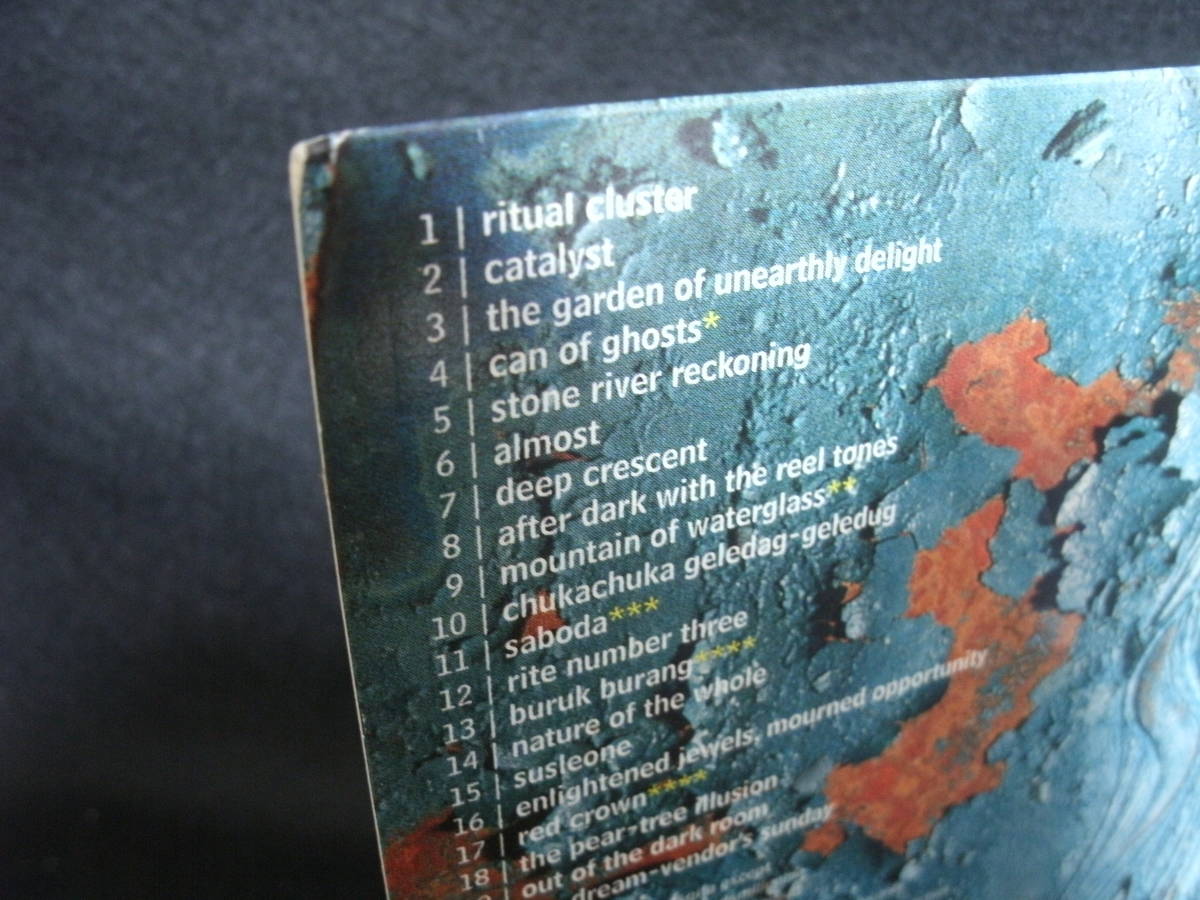 1 | ritual cluster
2 | catalyst
3 | the garden of unearthly delight
4 | can of ghosts*
5 | stone river reckoning
6 | almost
7 | deep crescent
8 | after dark with the reel tones
9 | mountain of waterglass**
10 | chukachuka geledag-geledug
11 | saboda***
12 | rite number three
13 | buruk burang****
14 | nature of the whole
15 | susleone
16 | enlightened jewels, mourned opportunity
17 | red crown****
18 | the pear-tree illusion
out of the dark room
dream-vendor's sunday